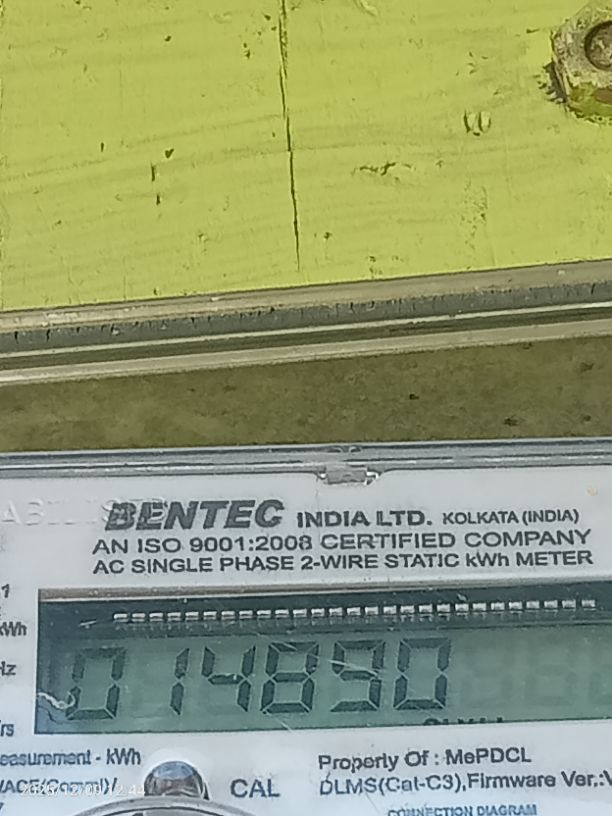 BENTEC INDIA LTD. KOLKATA (INDIA)
AN ISO 9001:2008 CERTIFIED COMPANY
AC SINGLE PHASE 2-WIRE STATIC kWh METER
kWh
Hz
014890
easurement - kWh
CAL
Property Of : MePDCL
DLMS(Cat-C3),Firmware Ver.:V
CONNECTION DIAGRAM